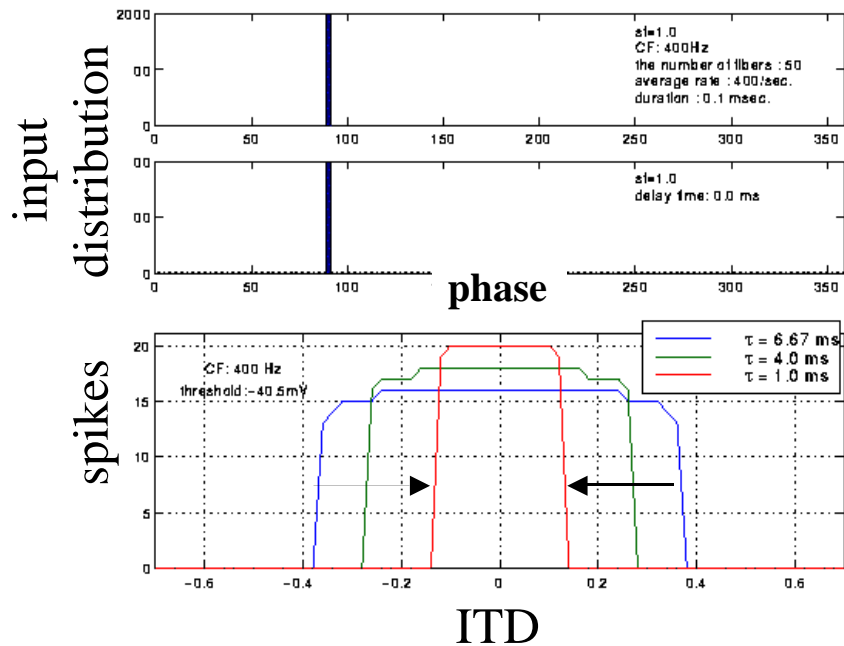 input
distribution
2000
00
0
0
50
100
150
200
250
300
350
sf=1.0
CF: 400Hz
the number of fibers : 50
average rate : 400/sec.
duration : 0.1 msec.
00
00
0
0
50
100
200
250
300
350
sf=1.0
delay time: 0.0 ms
phase
spikes
20
15
10
5
0
CF: 400 Hz
threshold:-40.5mV
τ = 6.67 ms
τ = 4.0 ms
τ = 1.0 ms
-0.6
-0.4
-0.2
0
0.2
0.4
0.6
ITD